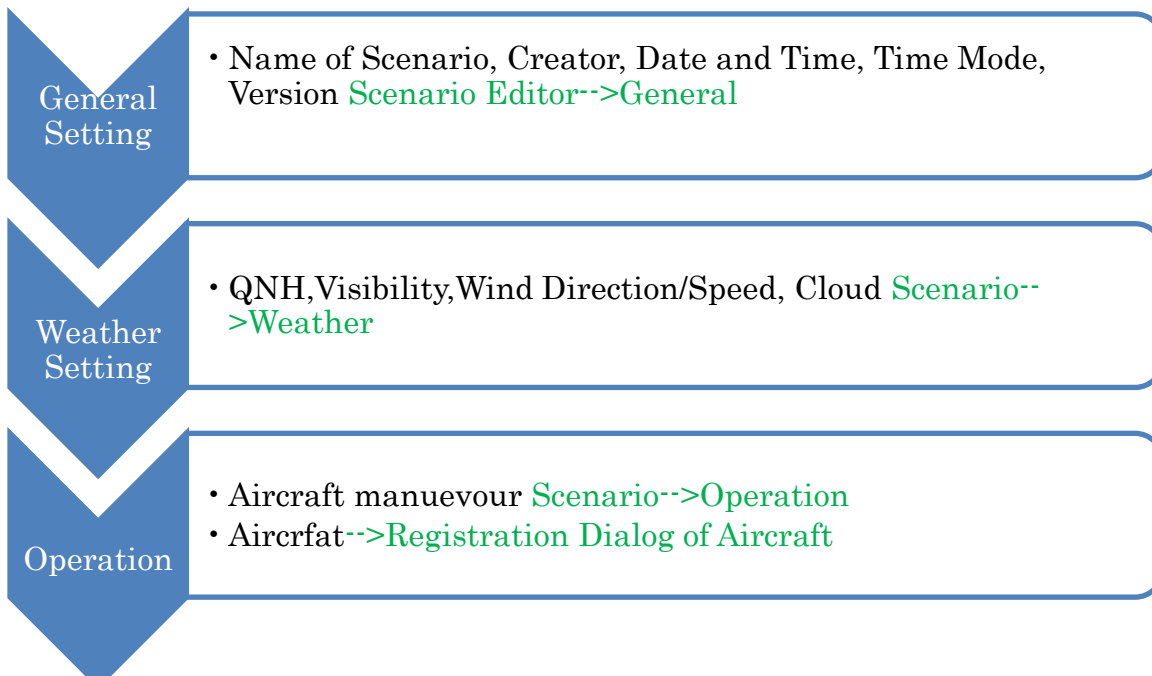 General
Setting
• Name of Scenario, Creator, Date and Time, Time Mode,
Version Scenario Editor-->General
Weather
Setting
• QNH,Visibility,Wind Direction/Speed, Cloud Scenario--
>Weather
Operation
• Aircraft manuevour Scenario-->Operation
• Aircrfat-->Registration Dialog of Aircraft